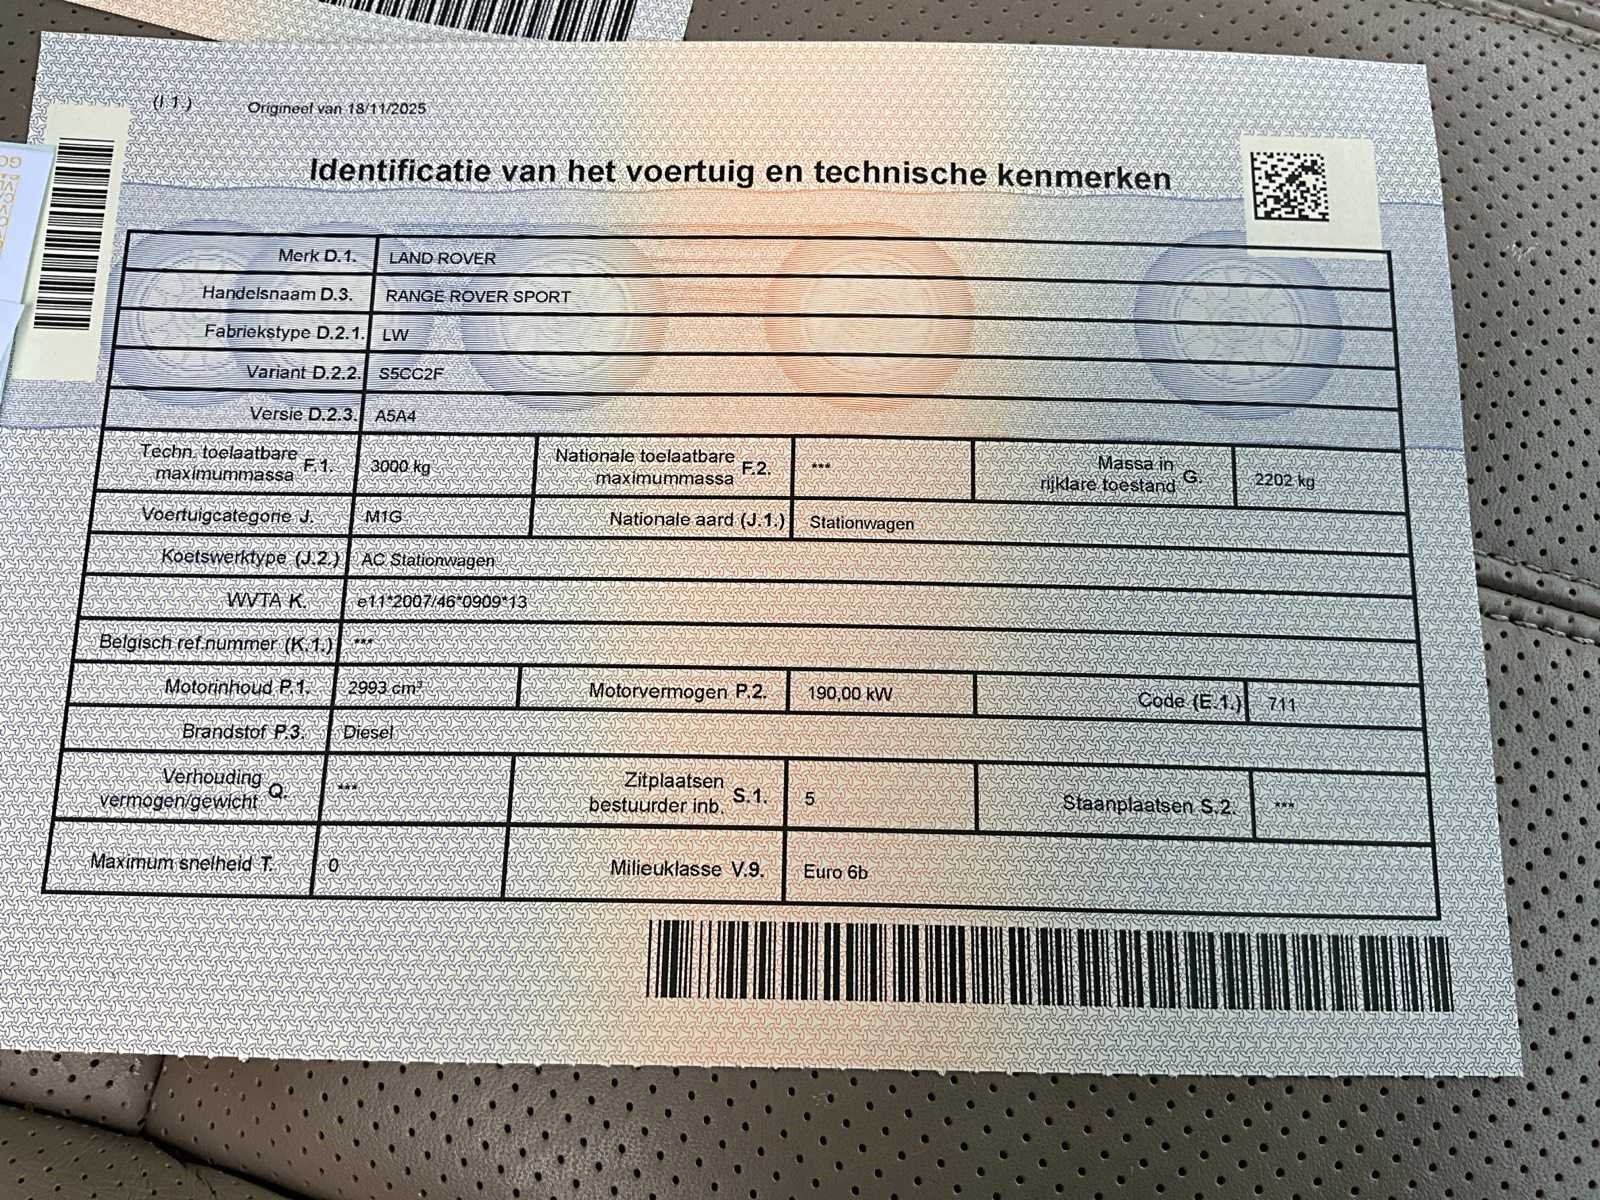 (I.1.) Origineel van 18/11/2025
Identificatie van het voertuig en technische kenmerken
Merk D.1. LAND ROVER
Handelsnaam D.3. RANGE ROVER SPORT
Fabriekstype D.2.1. LW
Variant D.2.2. S5CC2F
Versie D.2.3. A5A4
Techn. toelaatbare maximummassa F.1. 3000 kg Nationale toelaatbare maximummassa F.2. *** Massa in rijklare toestand G. 2202 kg
Voertuigcategorie J. M1G Nationale aard (J.1.) Stationwagen
Koetswerktype (J.2.) AC Stationwagen
WVTA K. e11*2007/46*0909*13
Belgisch ref.nummer (K.1.) ***
Motorinhoud P.1. 2993 cm³ Motorvermogen P.2. 190,00 kW Code (E.1.) 711
Brandstof P.3. Diesel
Verhouding vermogen/gewicht Q. *** Zitplaatsen bestuurder inb. S.1. 5 Staanplaatsen S.2. ***
Maximum snelheid T. 0 Milieuklasse V.9. Euro 6b